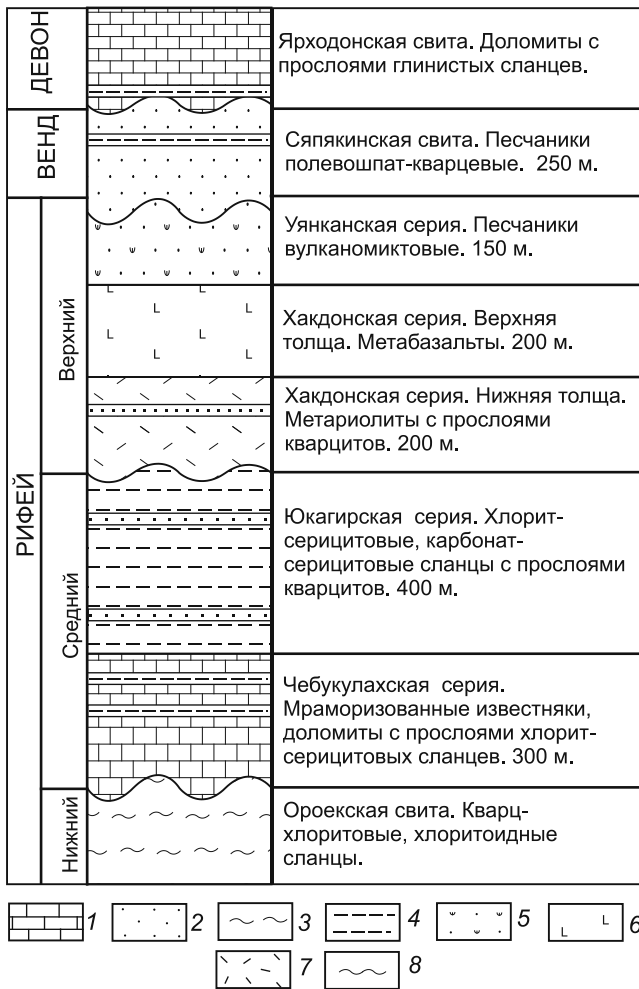 ДЕВОН
Ярходонская свита. Доломиты с
прослоями глинистых сланцев.
ВЕНД
Сяпякинская свита. Песчаники
полевошпат-кварцевые. 250 м.
РИФЕЙ
Верхний
Уянканская серия. Песчаники
вулканомиктовые. 150 м.
Хакдонская серия. Верхняя
толща. Метабазальты. 200 м.
Хакдонская серия. Нижняя толща.
Метариолиты с прослоями
кварцитов. 200 м.
Средний
Юкагирская серия. Хлорит-
серицитовые, карбонат-
серицитовые сланцы с прослоями
кварцитов. 400 м.
Чебукулахская серия.
Мраморизованные известняки,
доломиты с прослоями хлорит-
серицитовых сланцев. 300 м.
Нижний
Ороекская свита. Кварц-
хлоритовые, хлоритоидные
сланцы.
1 2 3 4 5 6
7 8